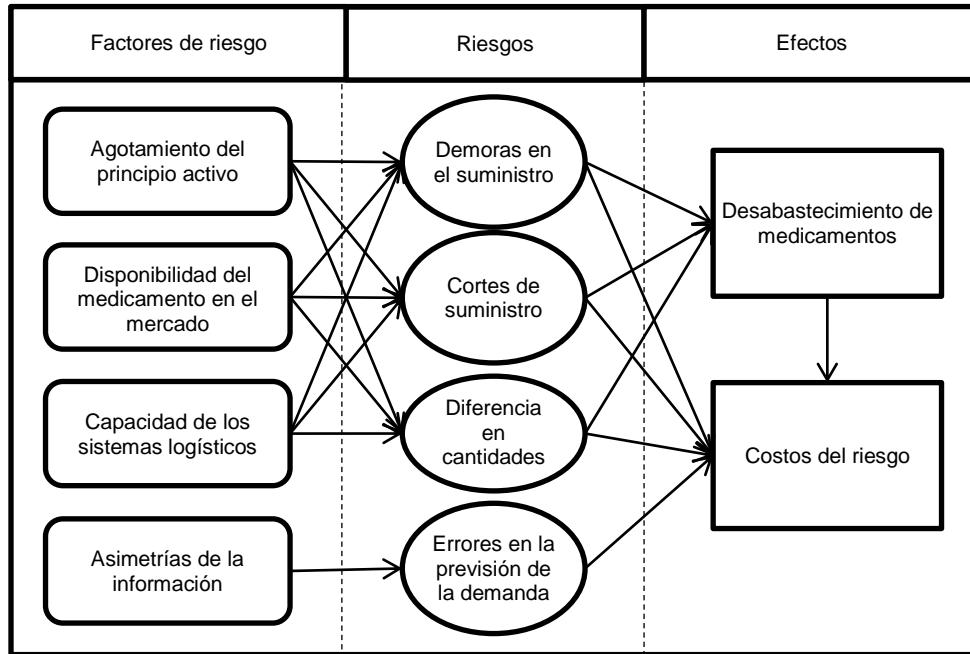 Factores de riesgo
Riesgos
Efectos
Agotamiento del
principio activo
Disponibilidad del
medicamento en el
mercado
Capacidad de los
sistemas logísticos
Asimetrías de la
información
Demoras en
el suministro
Cortes de
suministro
Diferencia
en
cantidades
Errores en la
previsión de
la demanda
Desabastecimiento de
medicamentos
Costos del riesgo